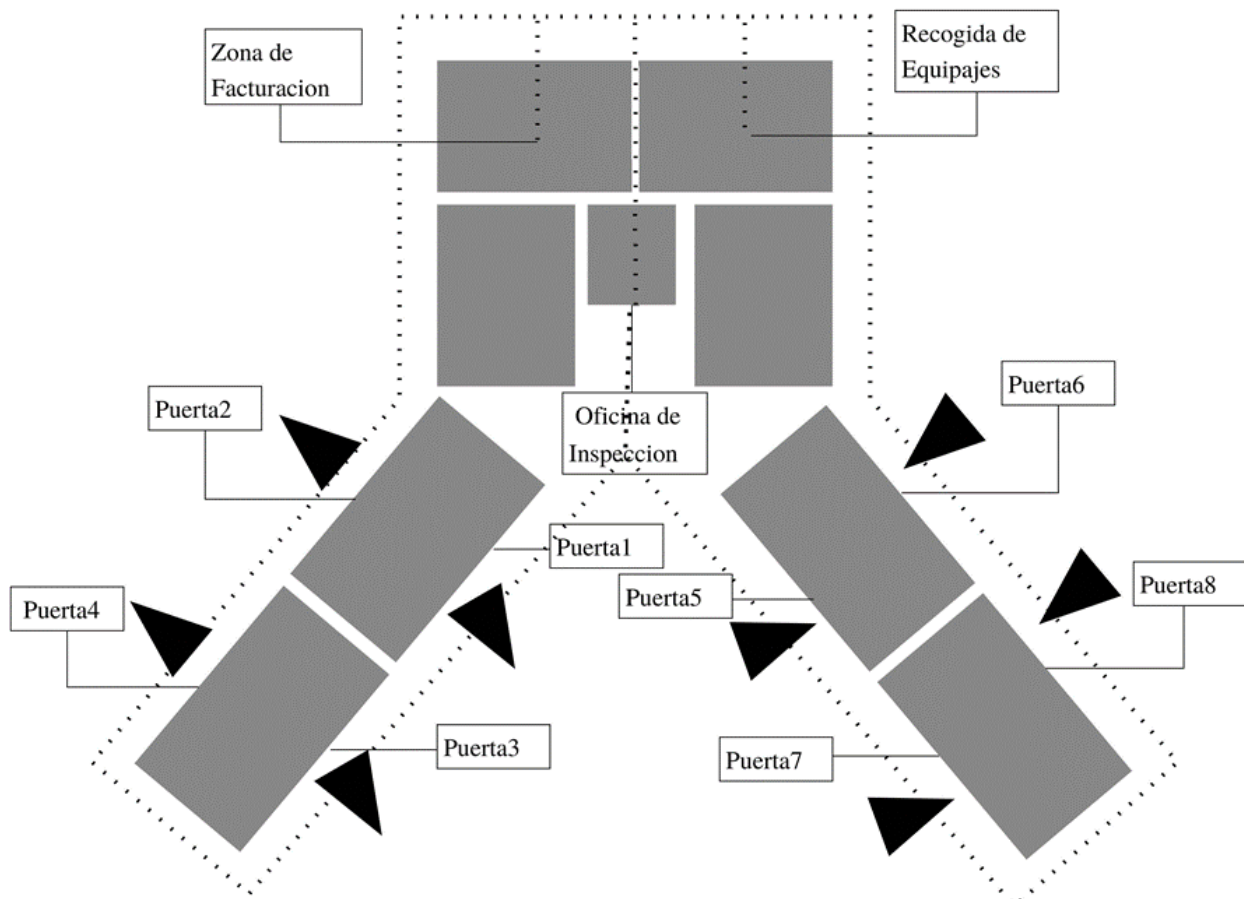 Zona de
Facturacion
Recogida de
Equipajes
Puerta2
Puerta6
Oficina de
Inspeccion
Puerta1
Puerta4
Puerta5
Puerta8
Puerta3
Puerta7